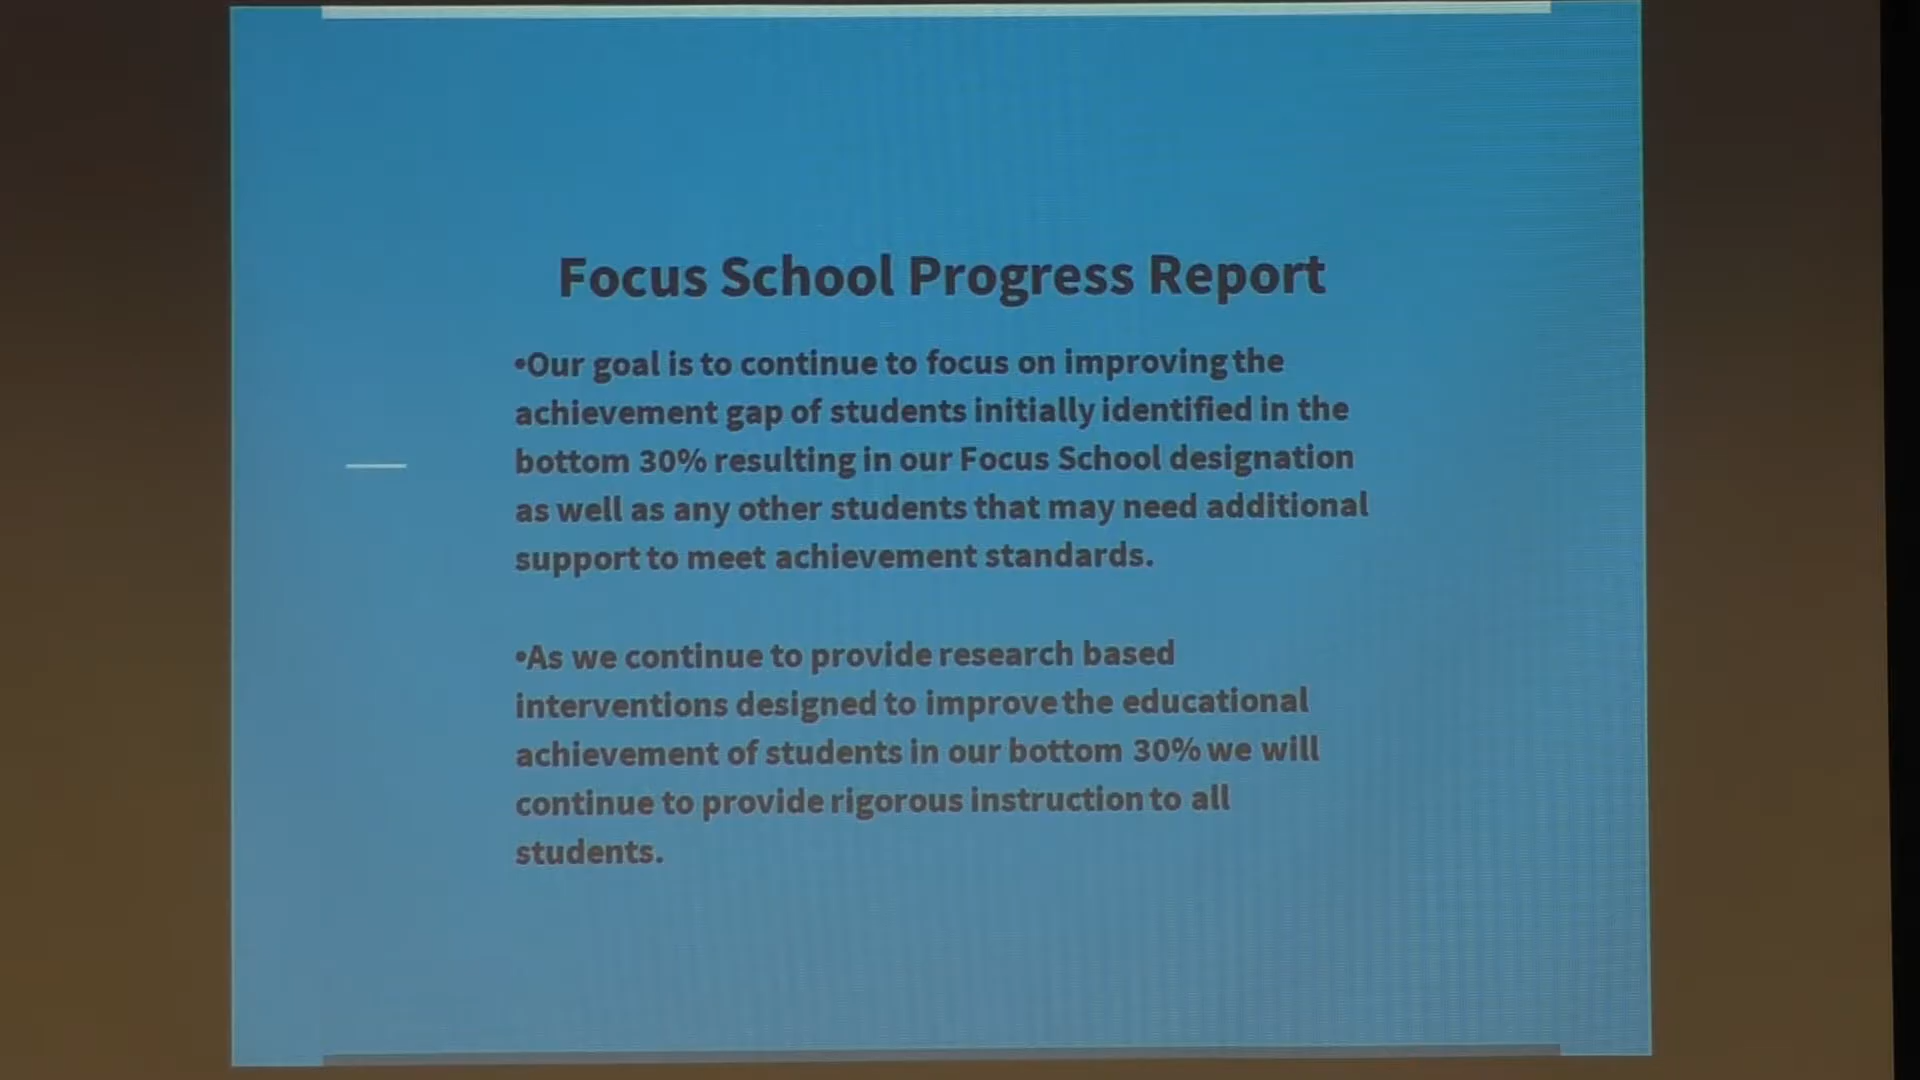 Focus School Progress Report
•Our goal is to continue to focus on improving the
achievement gap of students initially identified in the
bottom 30% resulting in our Focus School designation
as well as any other students that may need additional
support to meet achievement standards.
•As we continue to provide research based
interventions designed to improve the educational
achievement of students in our bottom 30% we will
continue to provide rigorous instruction to all
students.